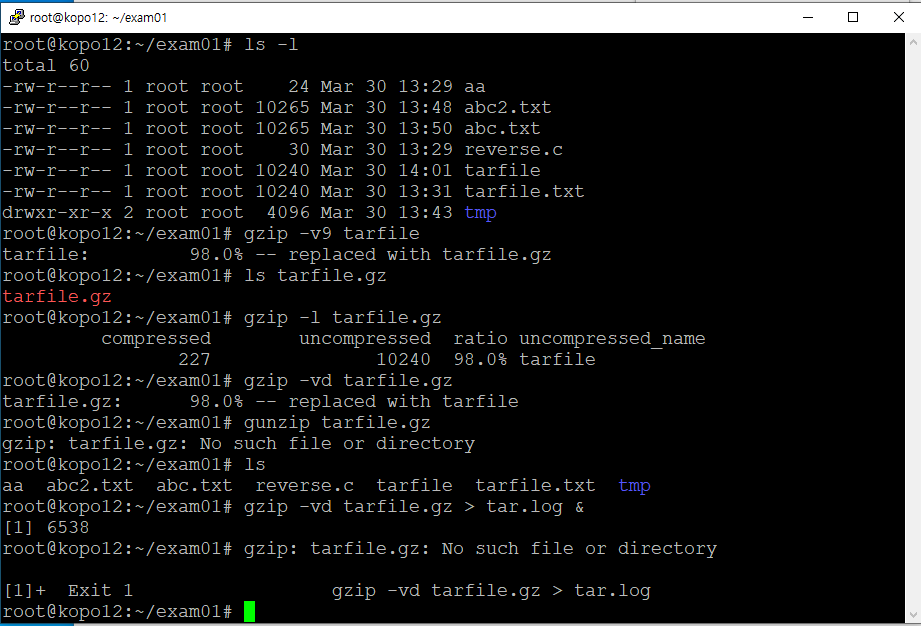 root@kopo12: ~/exam01
root@kopo12:~/exam01# ls -l
total 60
-rw-r--r-- 1 root root    24 Mar 30 13:29 aa
-rw-r--r-- 1 root root 10265 Mar 30 13:48 abc2.txt
-rw-r--r-- 1 root root 10265 Mar 30 13:50 abc.txt
-rw-r--r-- 1 root root    30 Mar 30 13:29 reverse.c
-rw-r--r-- 1 root root 10240 Mar 30 14:01 tarfile
-rw-r--r-- 1 root root 10240 Mar 30 13:31 tarfile.txt
drwxr-xr-x 2 root root  4096 Mar 30 13:43 tmp
root@kopo12:~/exam01# gzip -v9 tarfile
tarfile:         98.0% -- replaced with tarfile.gz
root@kopo12:~/exam01# ls tarfile.gz
tarfile.gz
root@kopo12:~/exam01# gzip -l tarfile.gz
         compressed        uncompressed  ratio uncompressed_name
                227               10240  98.0% tarfile
root@kopo12:~/exam01# gzip -vd tarfile.gz
tarfile.gz:      98.0% -- replaced with tarfile
root@kopo12:~/exam01# gunzip tarfile.gz
gzip: tarfile.gz: No such file or directory
root@kopo12:~/exam01# ls
aa  abc2.txt  abc.txt  reverse.c  tarfile  tarfile.txt  tmp
root@kopo12:~/exam01# gzip -vd tarfile.gz > tar.log &
[1] 6538
root@kopo12:~/exam01# gzip: tarfile.gz: No such file or directory
[1]+  Exit 1                  gzip -vd tarfile.gz > tar.log
root@kopo12:~/exam01#